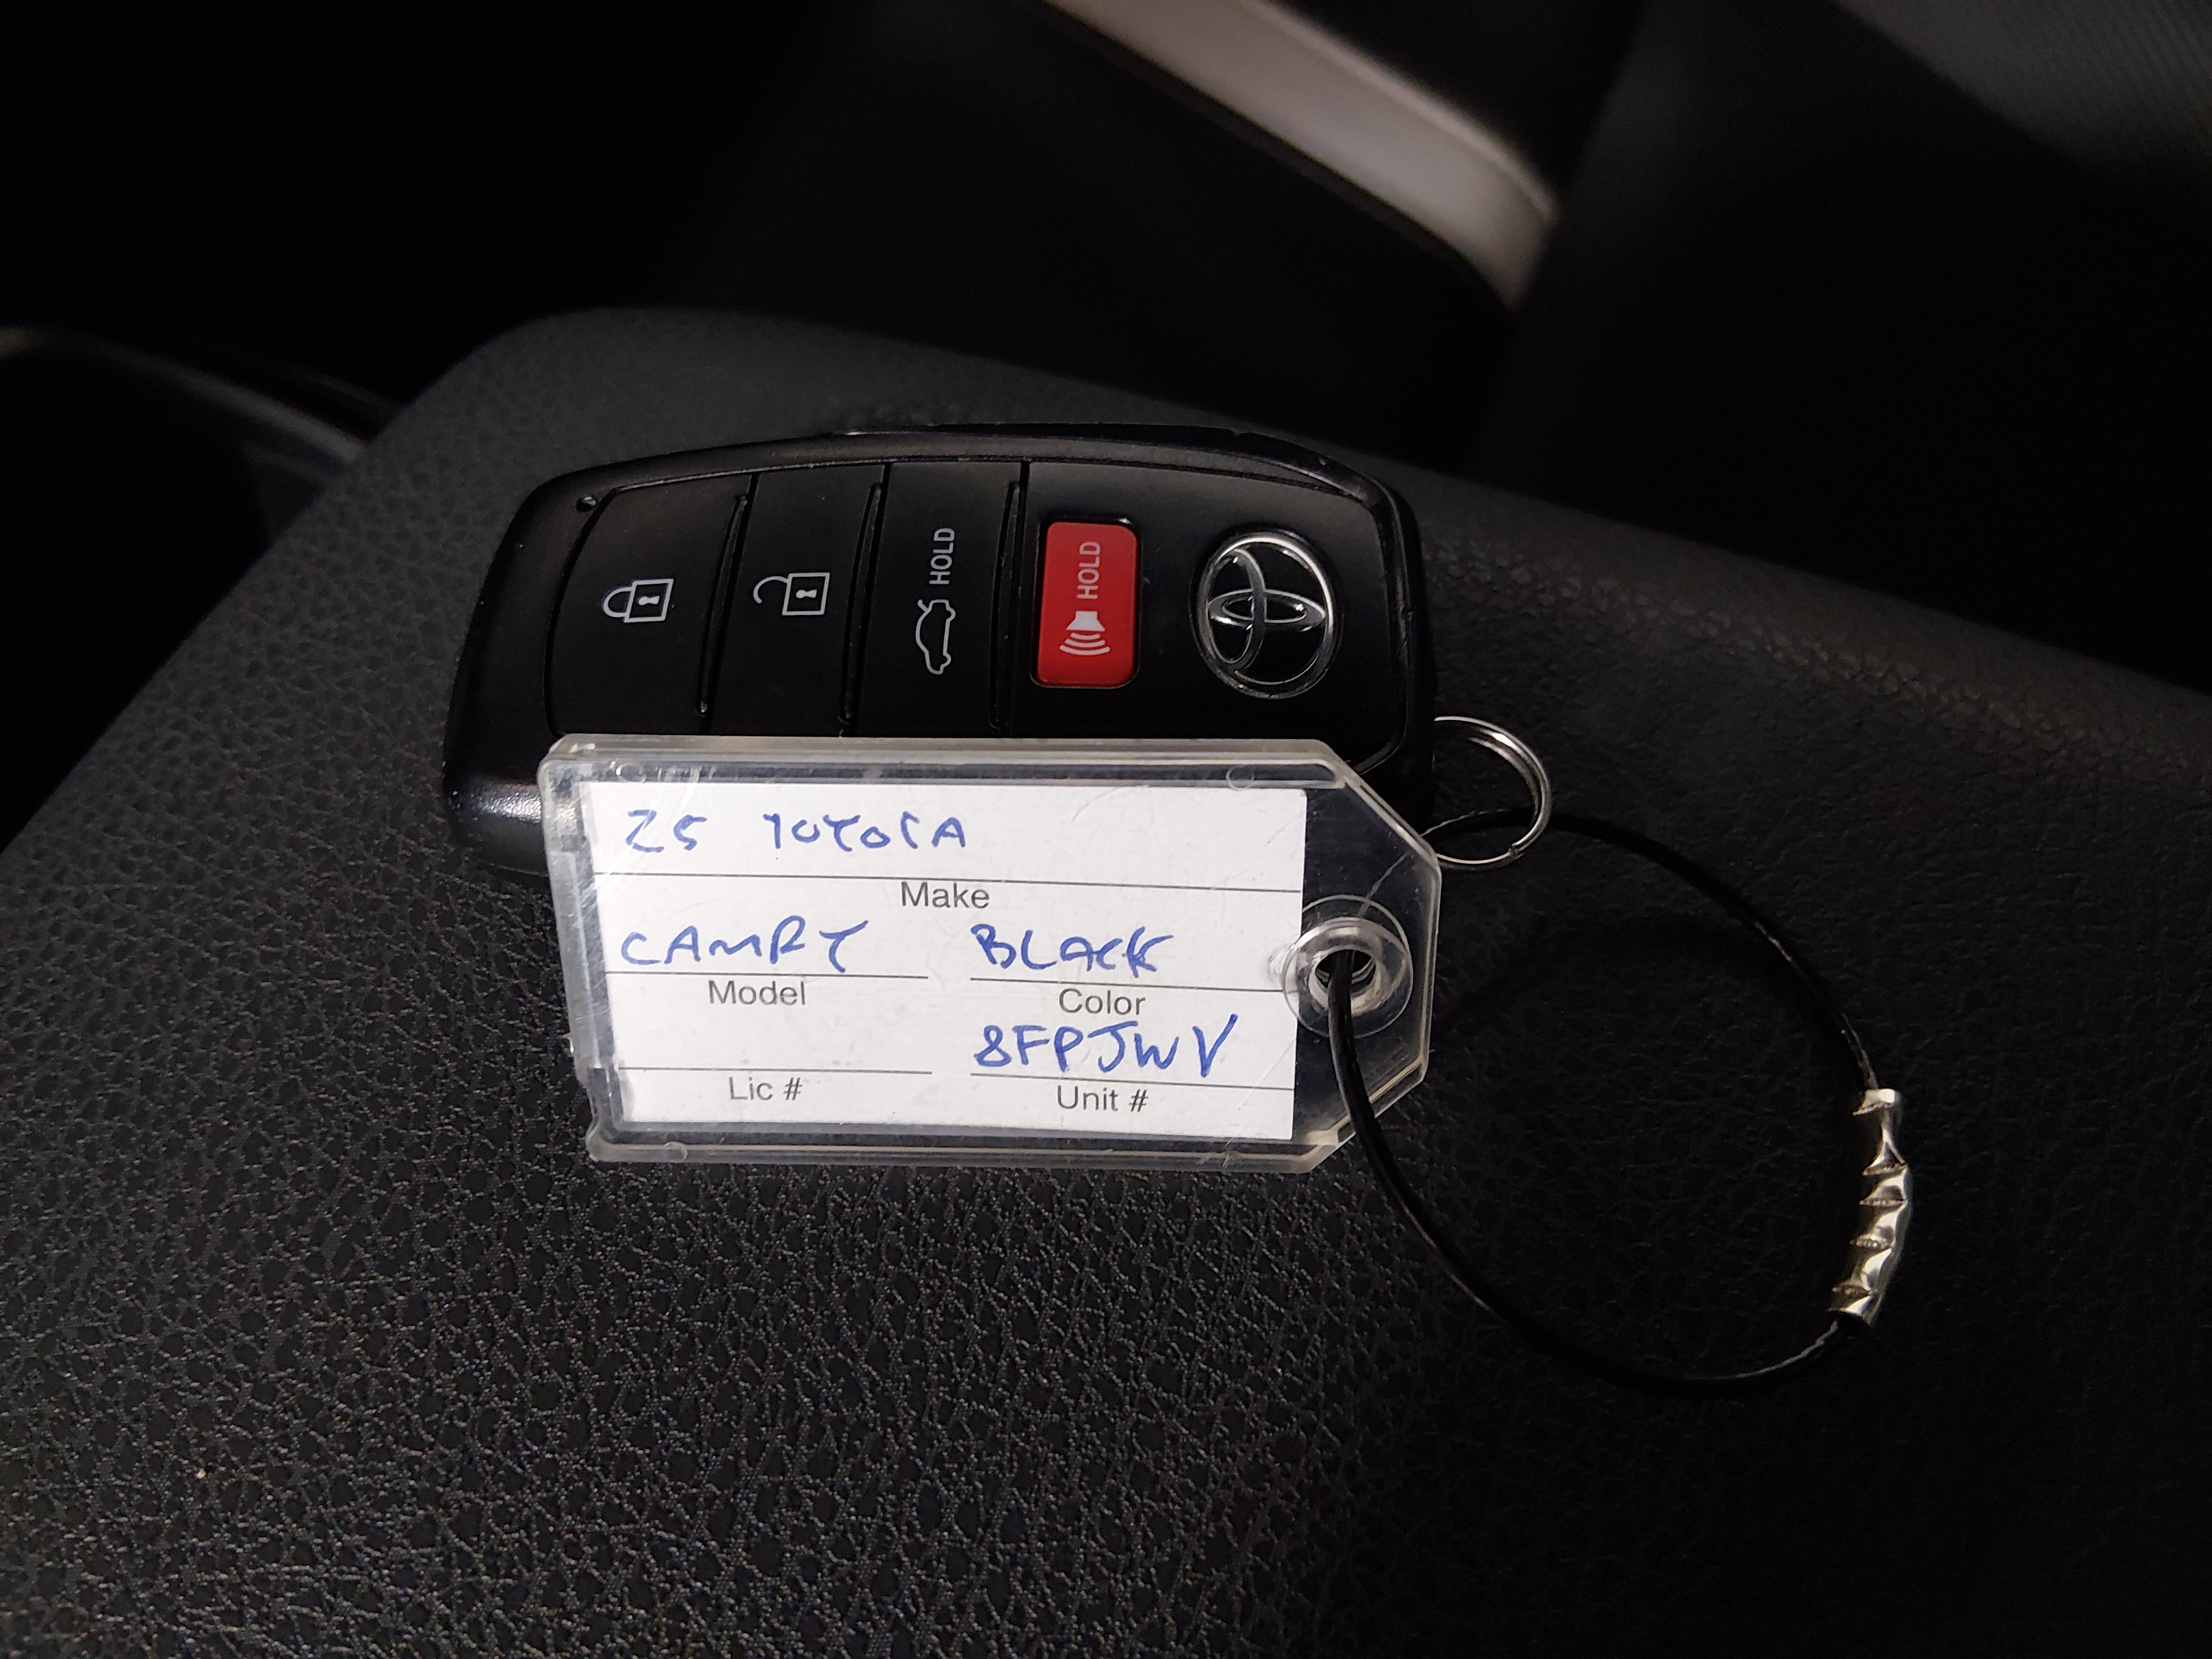 HOLD
HOLD
25 TOYOTA
Make
CAMRY BLACK
Model Color
8FPJWV
Lic # Unit #